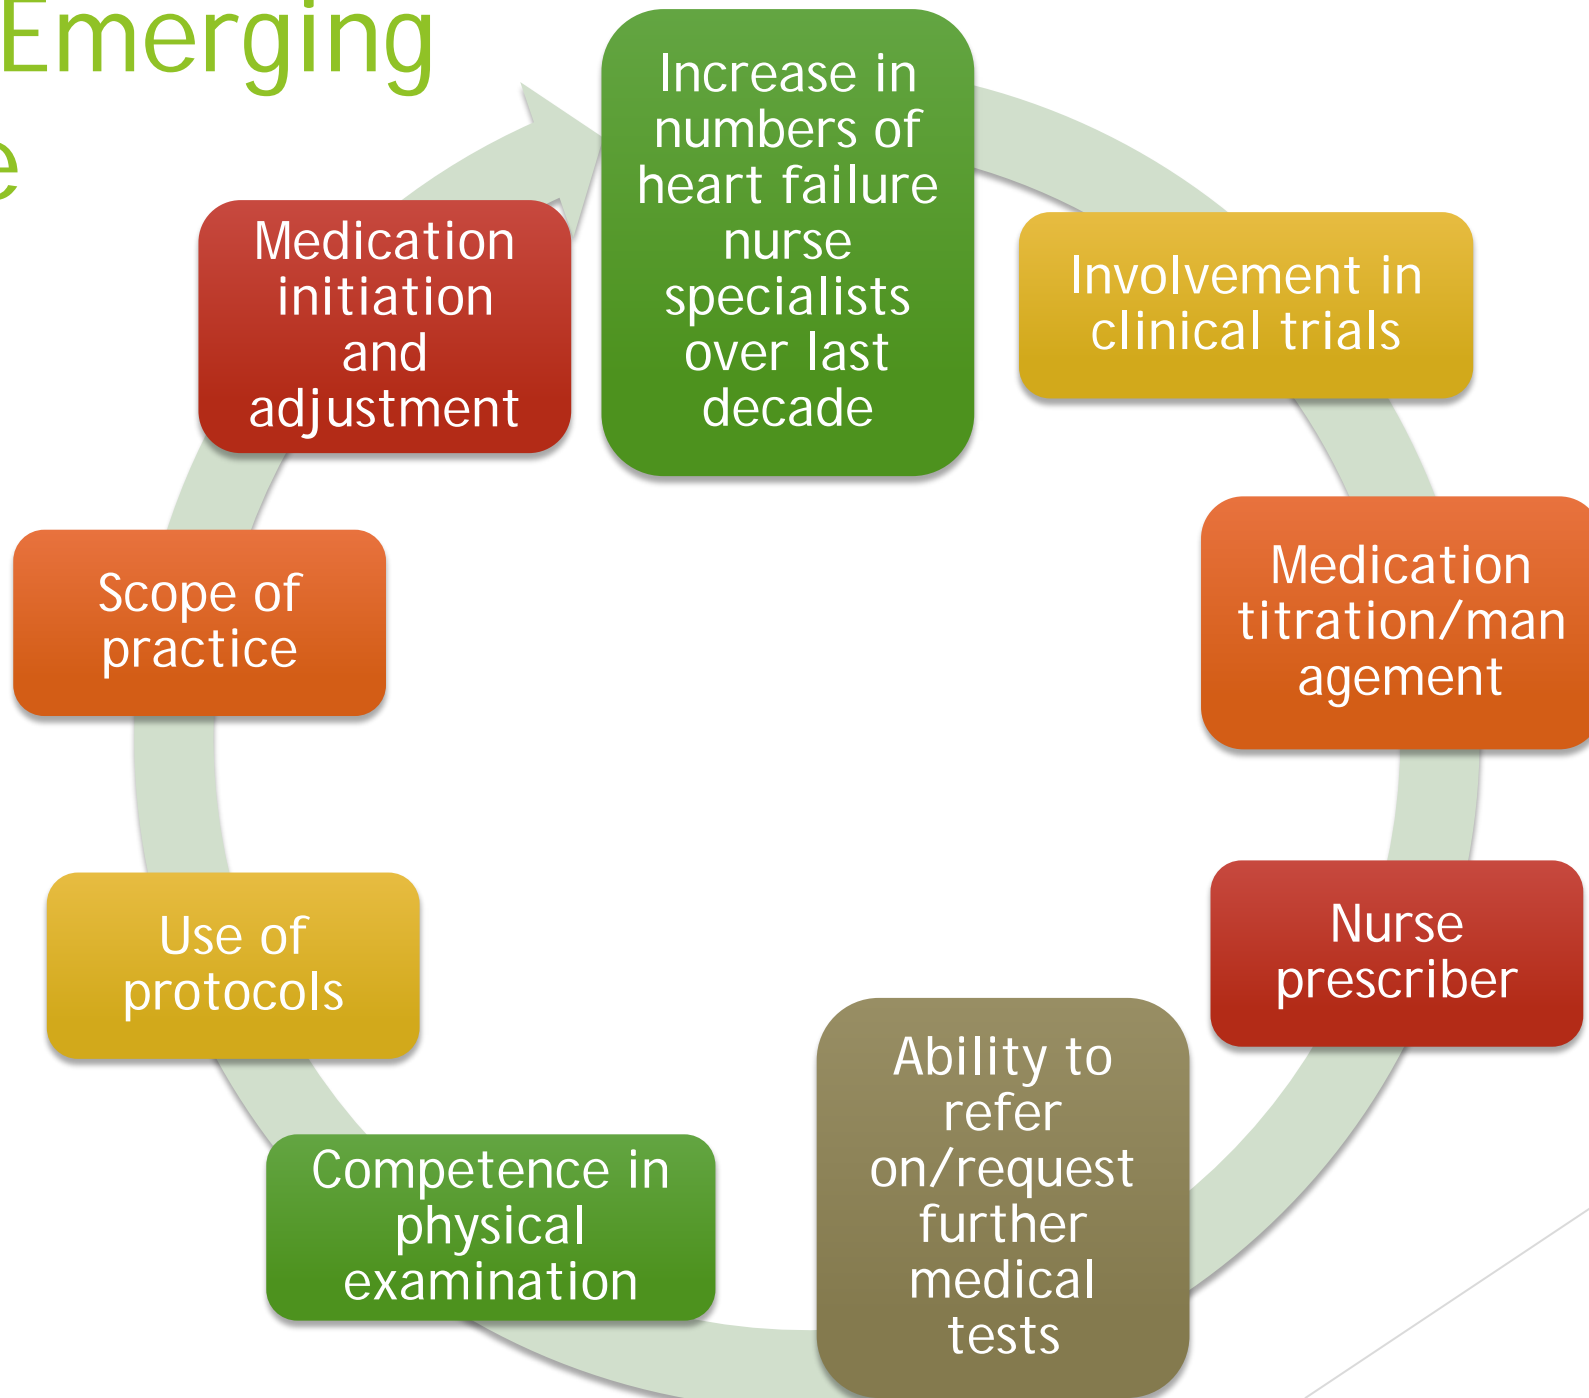 Emerging
e
Increase in
numbers of
heart failure
nurse
specialists
over last
decade
Involvement in
clinical trials
Medication
titration/man
agement
Nurse
prescriber
Ability to
refer
on/request
further
medical
tests
Competence in
physical
examination
Use of
protocols
Scope of
practice
Medication
initiation
and
adjustment